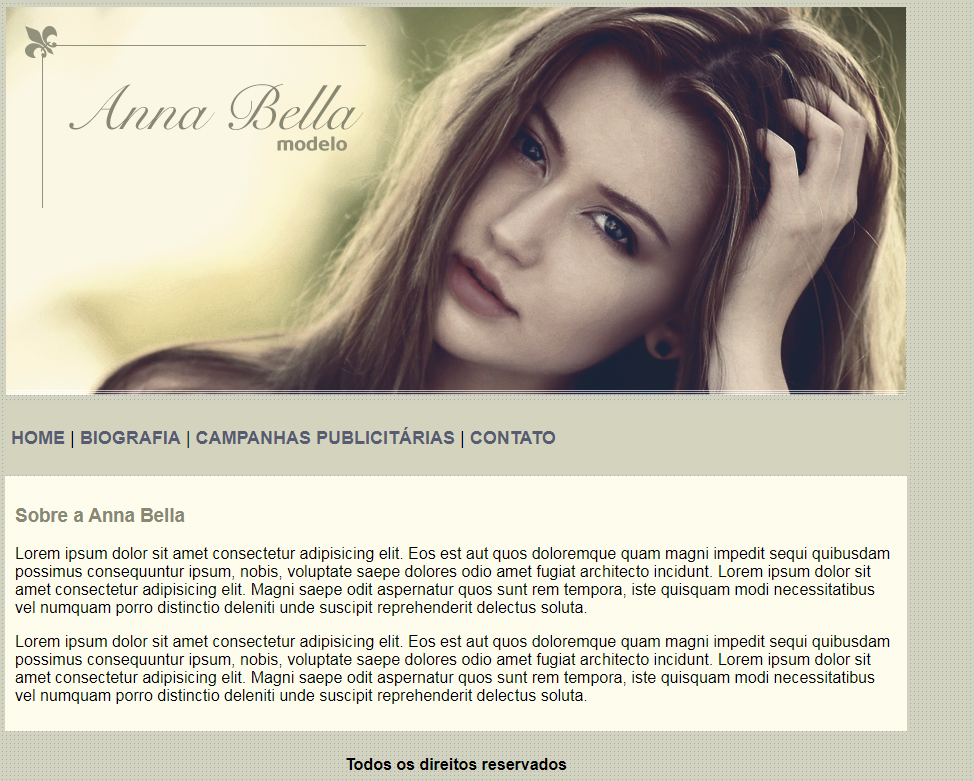 Anna Bella
modelo
HOME | BIOGRAFIA | CAMPANHAS PUBLICITÁRIAS | CONTATO
Sobre a Anna Bella
Lorem ipsum dolor sit amet consectetur adipisicing elit. Eos est aut quos doloremque quam magni impedit sequi quibusdam
possimus consequuntur ipsum, nobis, voluptate saepe dolores odio amet fugiat architecto incidunt. Lorem ipsum dolor sit
amet consectetur adipisicing elit. Magni saepe odit aspernatur quos sunt rem tempora, iste quisquam modi necessitatibus
vel numquam porro distinctio deleniti unde suscipit reprehenderit delectus soluta.
Lorem ipsum dolor sit amet consectetur adipisicing elit. Eos est aut quos doloremque quam magni impedit sequi quibusdam
possimus consequuntur ipsum, nobis, voluptate saepe dolores odio amet fugiat architecto incidunt. Lorem ipsum dolor sit
amet consectetur adipisicing elit. Magni saepe odit aspernatur quos sunt rem tempora, iste quisquam modi necessitatibus
vel numquam porro distinctio deleniti unde suscipit reprehenderit delectus soluta.
Todos os direitos reservados